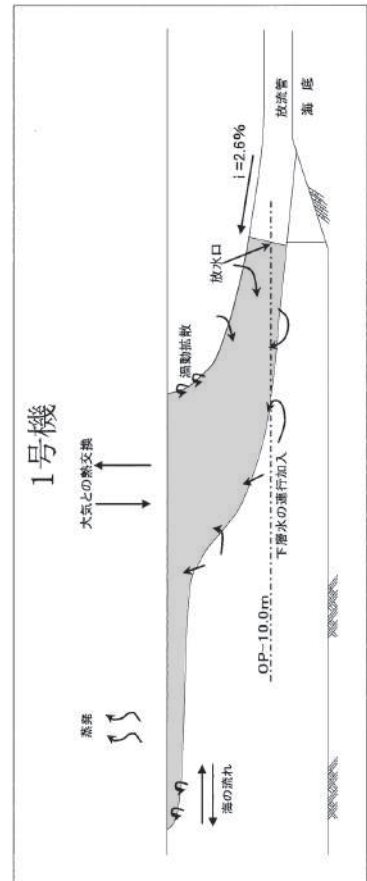 1号機
蒸発
大気との熱交換
渦動拡散
i=2.6%
放水口
放流管
海底
海の流れ
OP-10.0m
下層水の連行加入